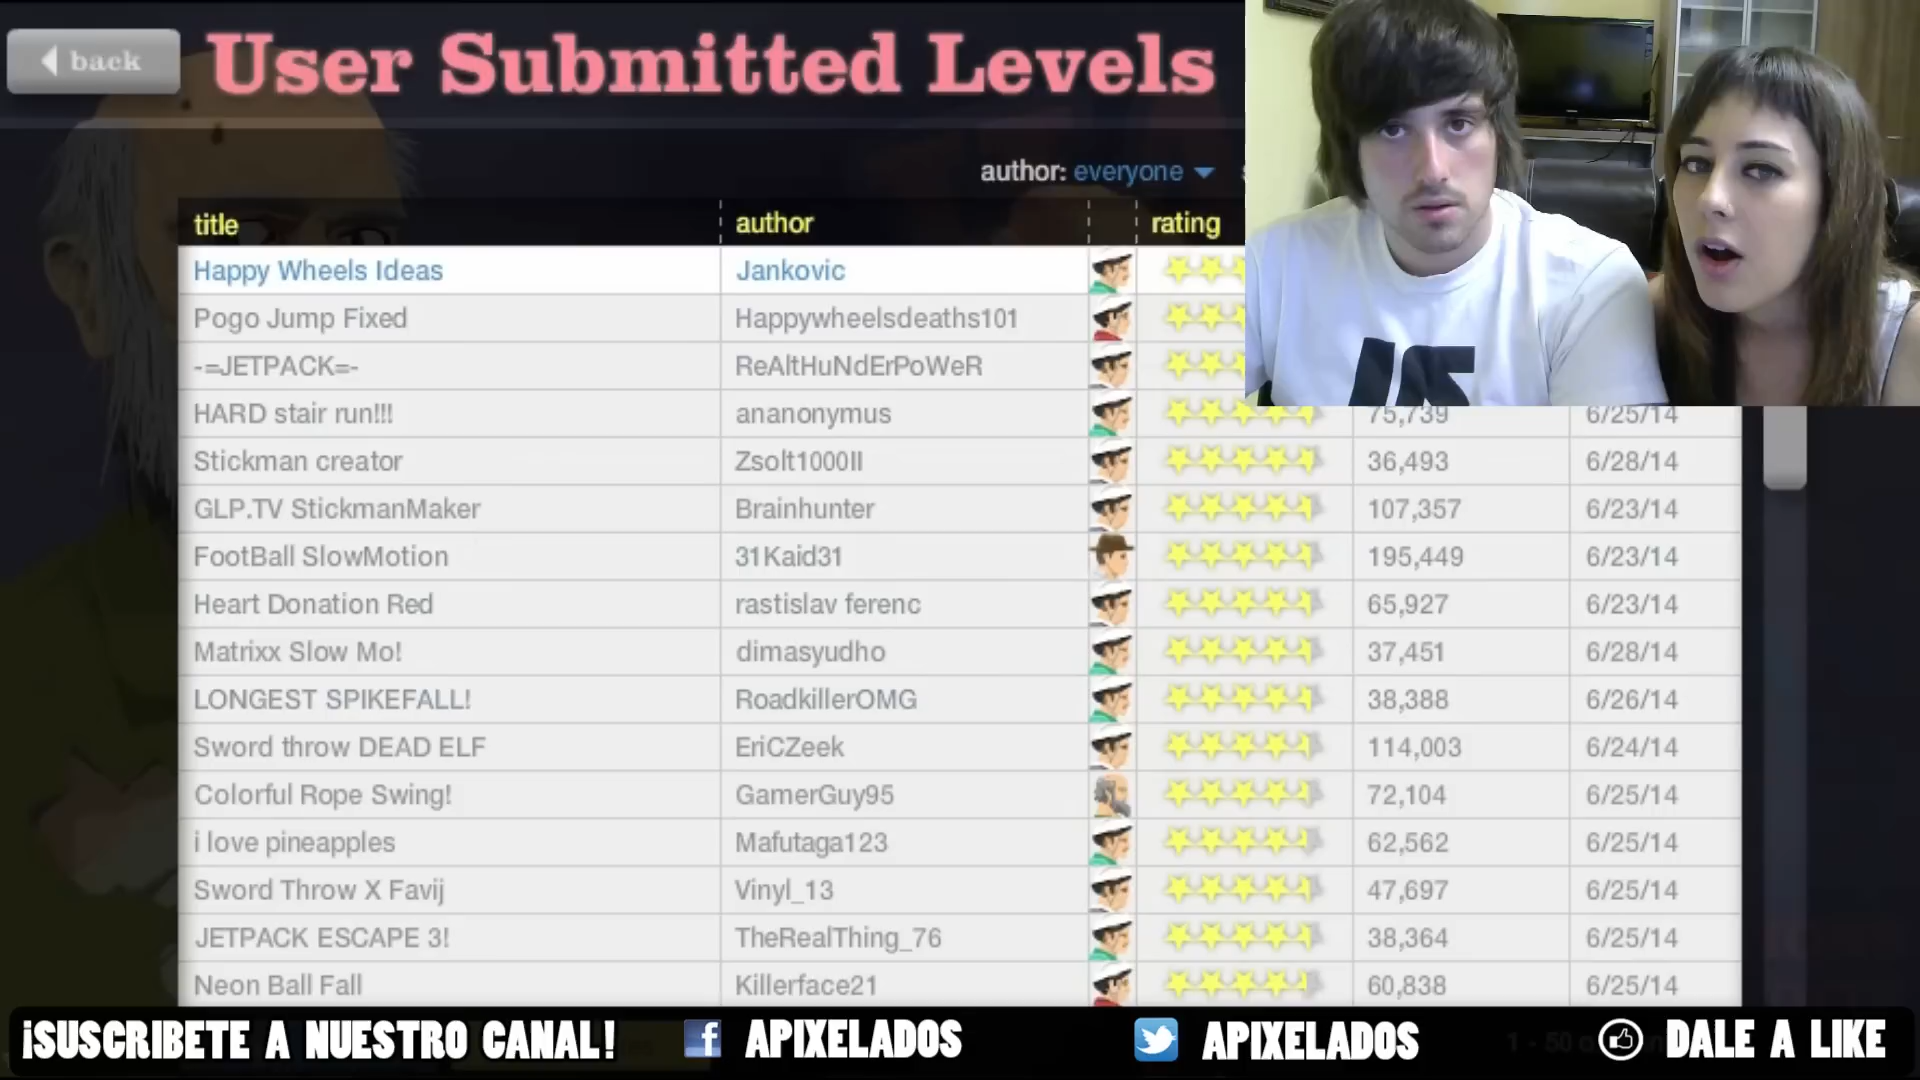 back
User Submitted Levels
author: everyone
title author rating
Happy Wheels Ideas Jankovic
Pogo Jump Fixed Happywheelsdeaths101
-=JETPACK=- ReAltHuNdErPoWeR
HARD stair run!!! ananonymus 75,739 6/25/14
Stickman creator Zsolt1000II 36,493 6/28/14
GLP.TV StickmanMaker Brainhunter 107,357 6/23/14
FootBall SlowMotion 31Kaid31 195,449 6/23/14
Heart Donation Red rastislav ferenc 65,927 6/23/14
Matrixx Slow Mo! dimasyudho 37,451 6/28/14
LONGEST SPIKEFALL! RoadkillerOMG 38,388 6/26/14
Sword throw DEAD ELF EriCZeek 114,003 6/24/14
Colorful Rope Swing! GamerGuy95 72,104 6/25/14
i love pineapples Mafutaga123 62,562 6/25/14
Sword Throw X Favij Vinyl_13 47,697 6/25/14
JETPACK ESCAPE 3! TheRealThing_76 38,364 6/25/14
Neon Ball Fall Killerface21 60,838 6/25/14
¡SUSCRIBETE A NUESTRO CANAL! f APIXELADOS APIXELADOS DALE A LIKE